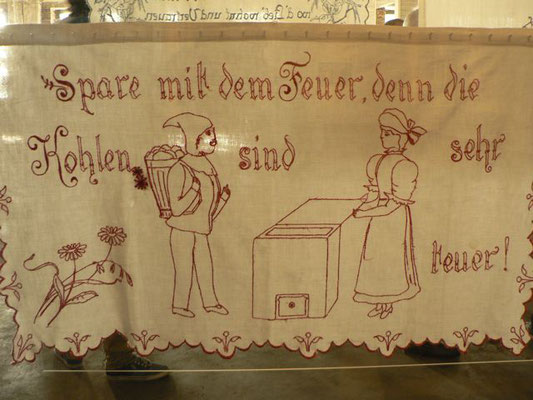 Spare mit dem Feuer, denn die
Kohlen sind sehr
teuer!